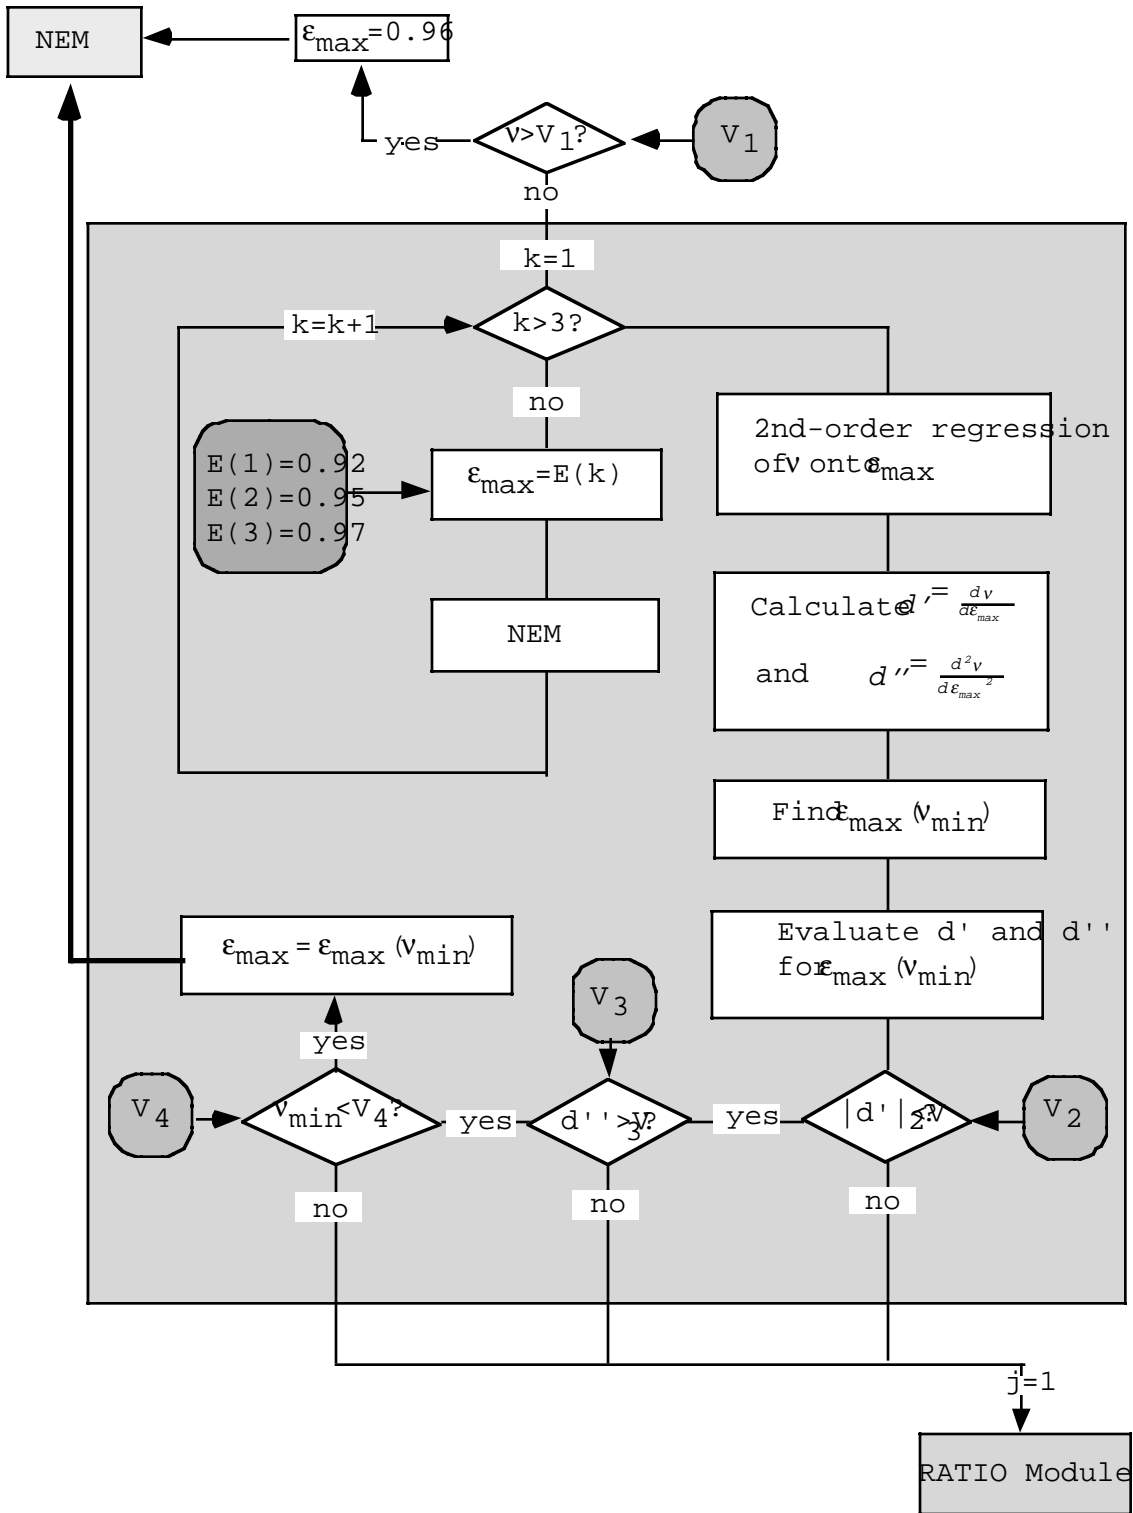 NEM
εmax=0.96
yes
ν>V1?
V1
no
k=1
k=k+1
k>3?
no
E(1)=0.92
E(2)=0.95
E(3)=0.97
εmax=E(k)
NEM
2nd-order regression
of ν onto εmax
Calculate d′ = dν/dεmax
and d″ = d²ν/dεmax²
Find εmax (νmin)
Evaluate d' and d''
for εmax (νmin)
εmax = εmax (νmin)
V3
yes
V4
νmin<V4?
yes
d''>V3?
yes
|d'|<V2?
V2
no
no
no
j=1
RATIO Module